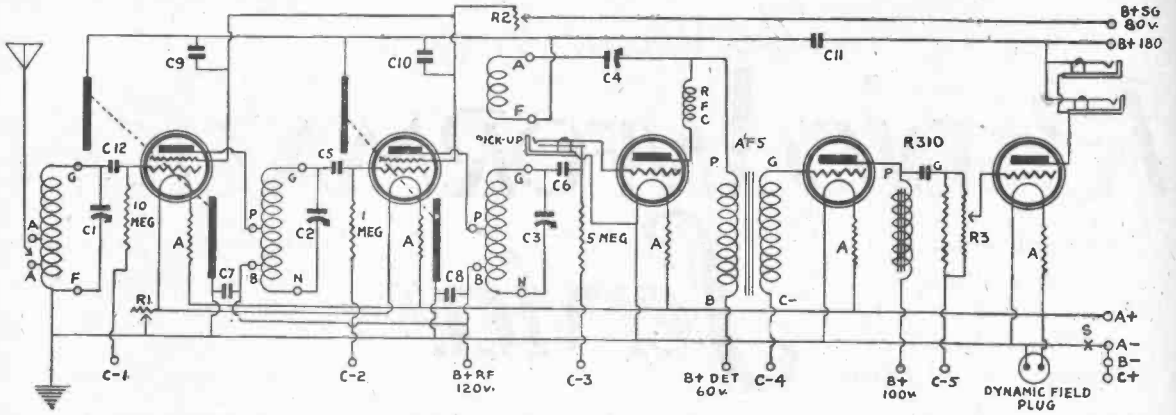 R2
B+SG
80v.
B+180
C9
C10
C11
C4
A
F
R
F
C
PICK-UP
C12
G
C5
G
C6
G
P
AF5
G
P
R310
G
C1
10
MEG
A
A
A
F
C2
P
B
N
1
MEG
A
C3
P
B
N
5 MEG
A
B
C-
A
R3
A
R1
C7
C8
A+
S
A-
B-
C+
C-1
C-2
B+RF
120v.
C-3
B+ DET
60v.
C-4
B+
100v.
C-5
DYNAMIC FIELD
PLUG